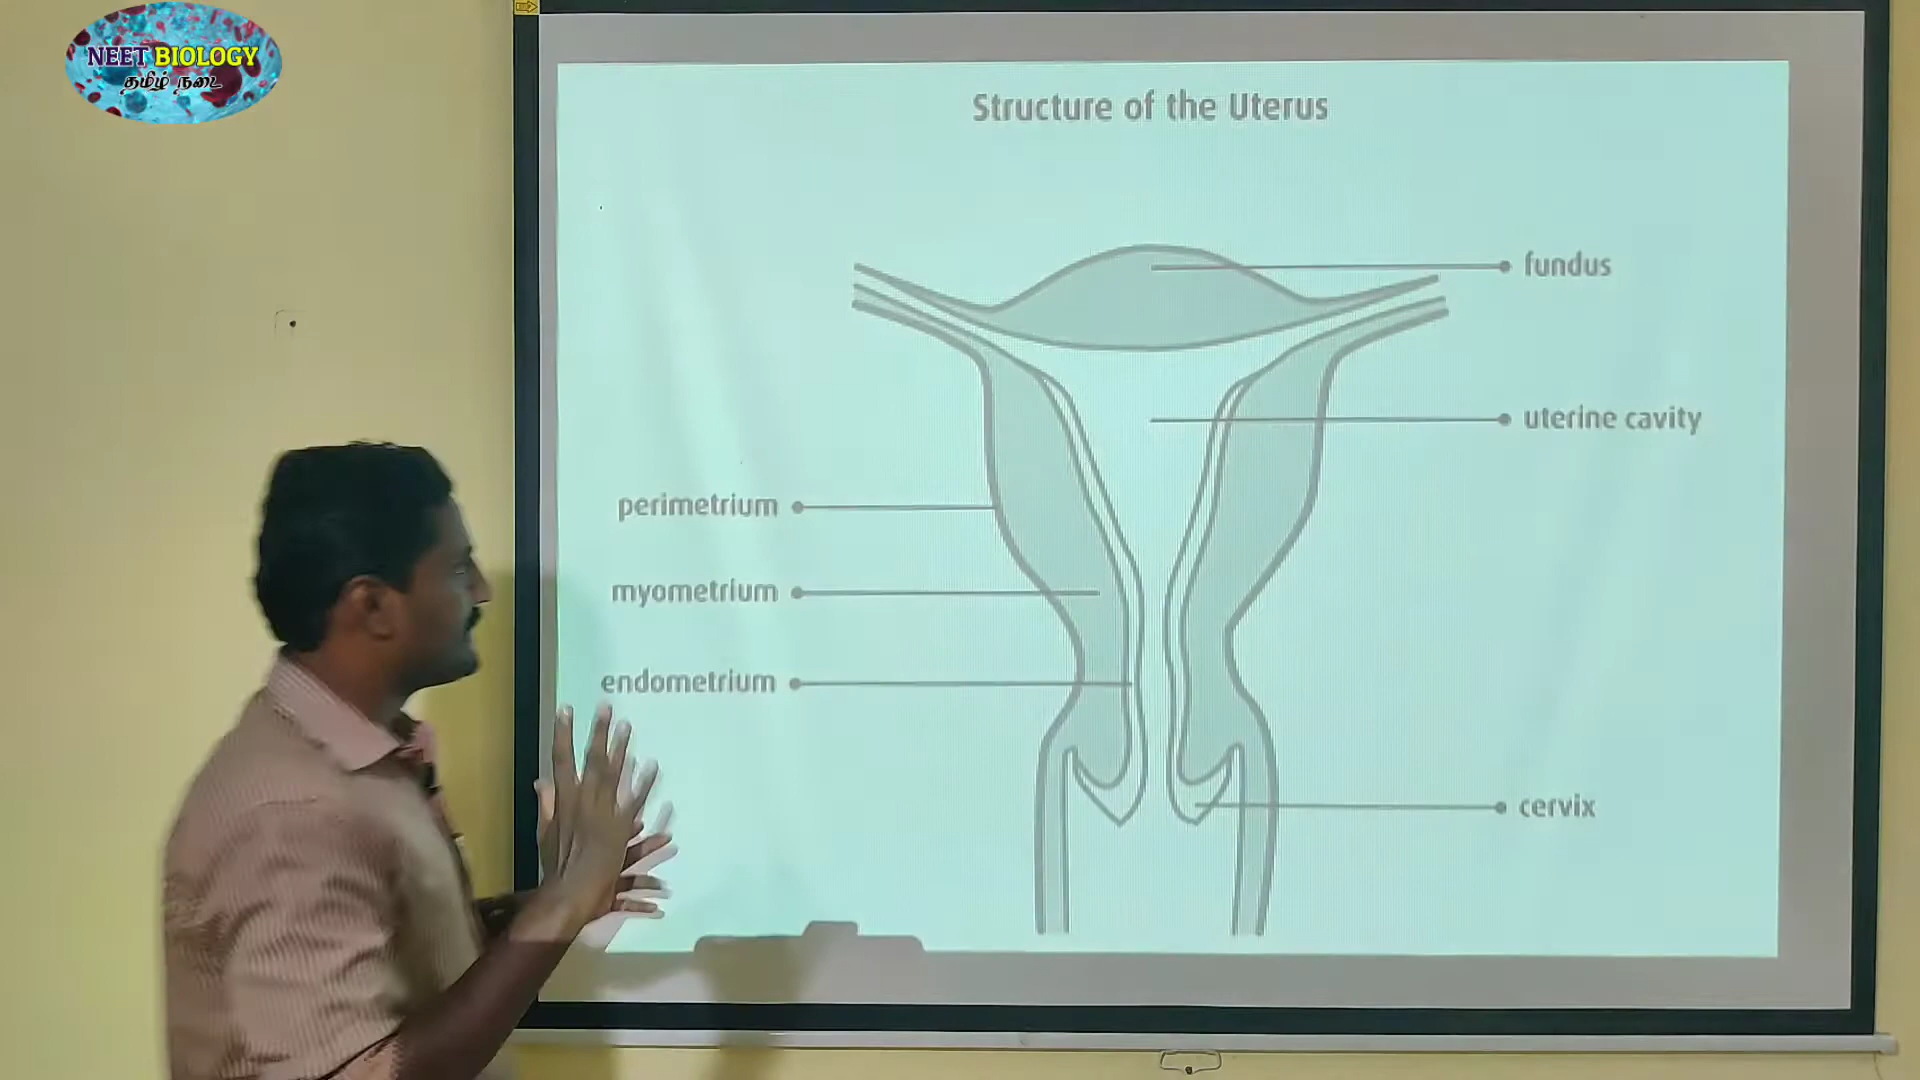 NEET BIOLOGY
தமிழ் நடை
Structure of the Uterus
fundus
uterine cavity
perimetrium
myometrium
endometrium
cervix